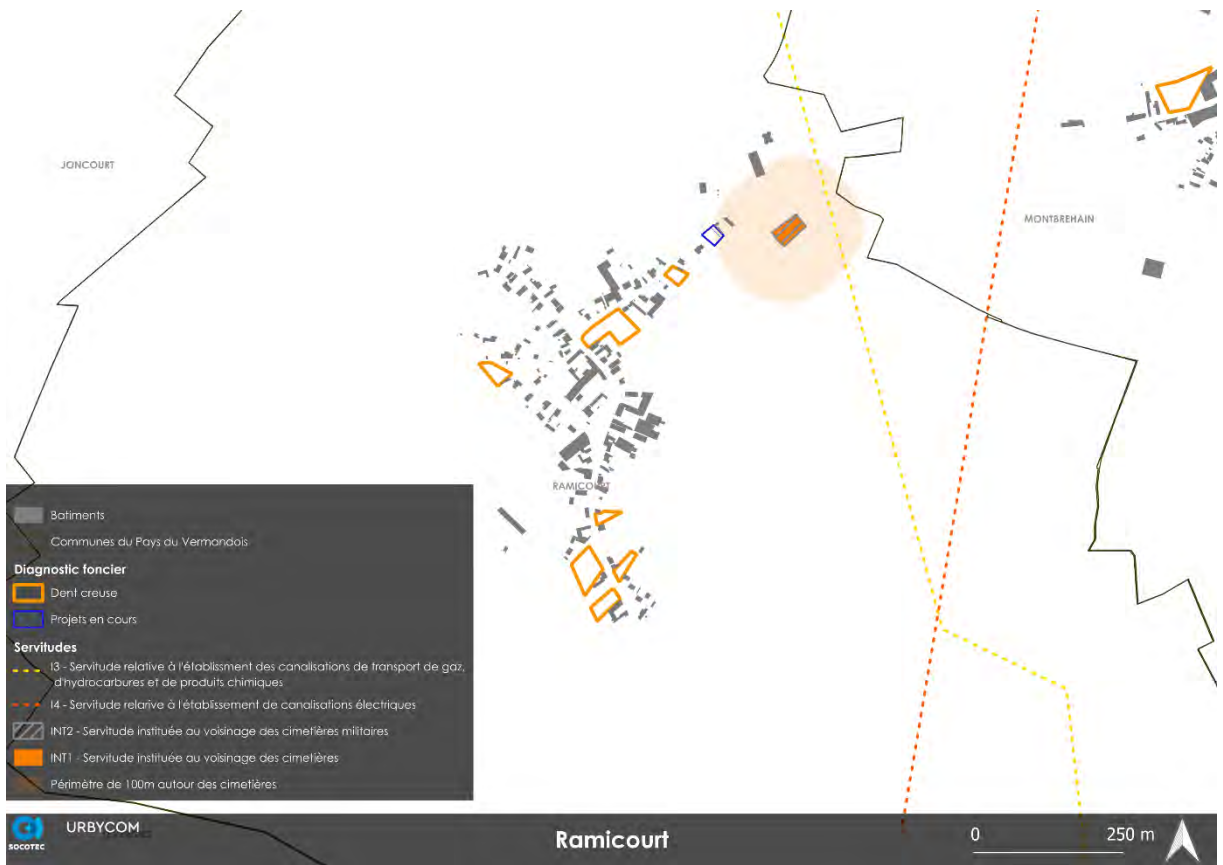 JONCOURT
MONTBREHAIN
RAMICOURT
Batiments
Communes du Pays du Vermandois
Diagnostic foncier
Dent creuse
Projets en cours
Servitudes
I3 - Servitude relative à l'établissment des canalisations de transport de gaz,
d'hydrocarbures et de produits chimiques
I4 - Servitude relarive à l'établissement de canalisations électriques
INT2 - Servitude instituée au voisinage des cimetières militaires
INT1 - Servitude instituée au voisinage des cimetières
Périmètre de 100m autour des cimetières
SOCOTEC
URBYCOM
Ramicourt
0
250 m